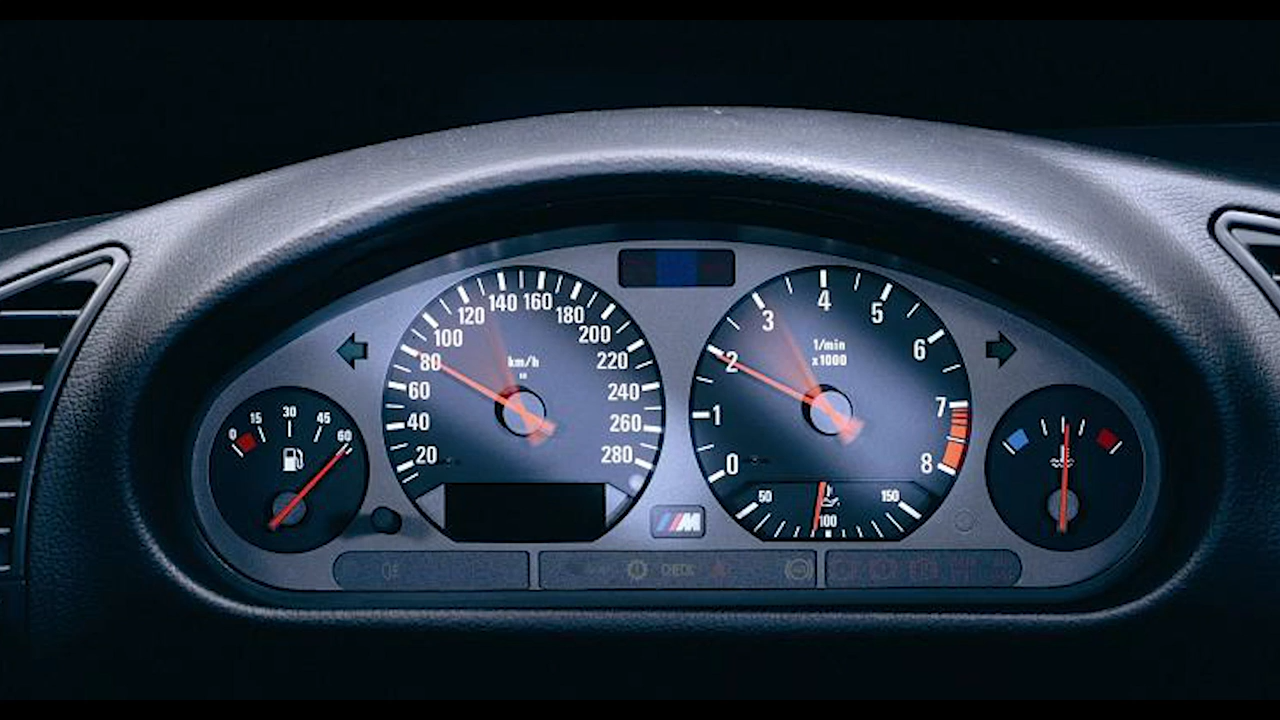 0 15 30 45 60
20 40 60 80 100 120 140 160 180 200 220 240 260 280
km/h
M
0 1 2 3 4 5 6 7 8
1/min
x1000
50 100 150
CHECK